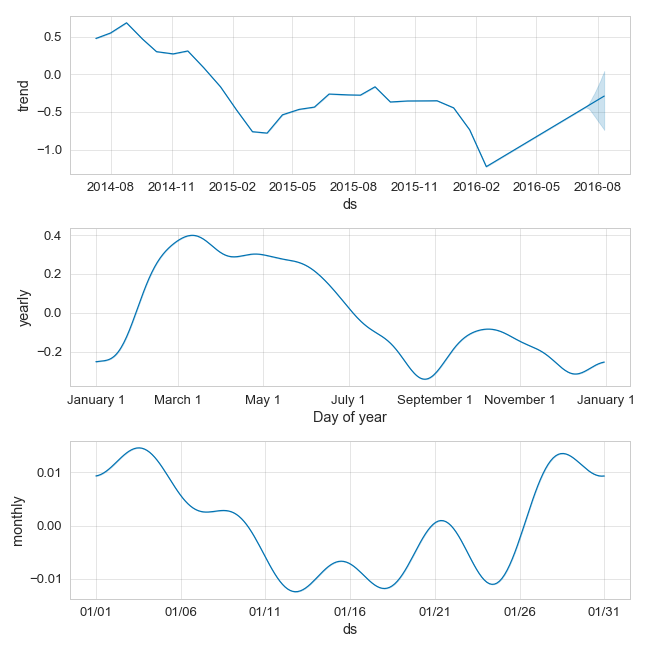 0.5
0.0
−0.5
−1.0
trend
2014-08 2014-11 2015-02 2015-05 2015-08 2015-11 2016-02 2016-05 2016-08
ds
0.4
0.2
0.0
−0.2
yearly
January 1 March 1 May 1 July 1 September 1 November 1 January 1
Day of year
0.01
0.00
−0.01
monthly
01/01 01/06 01/11 01/16 01/21 01/26 01/31
ds